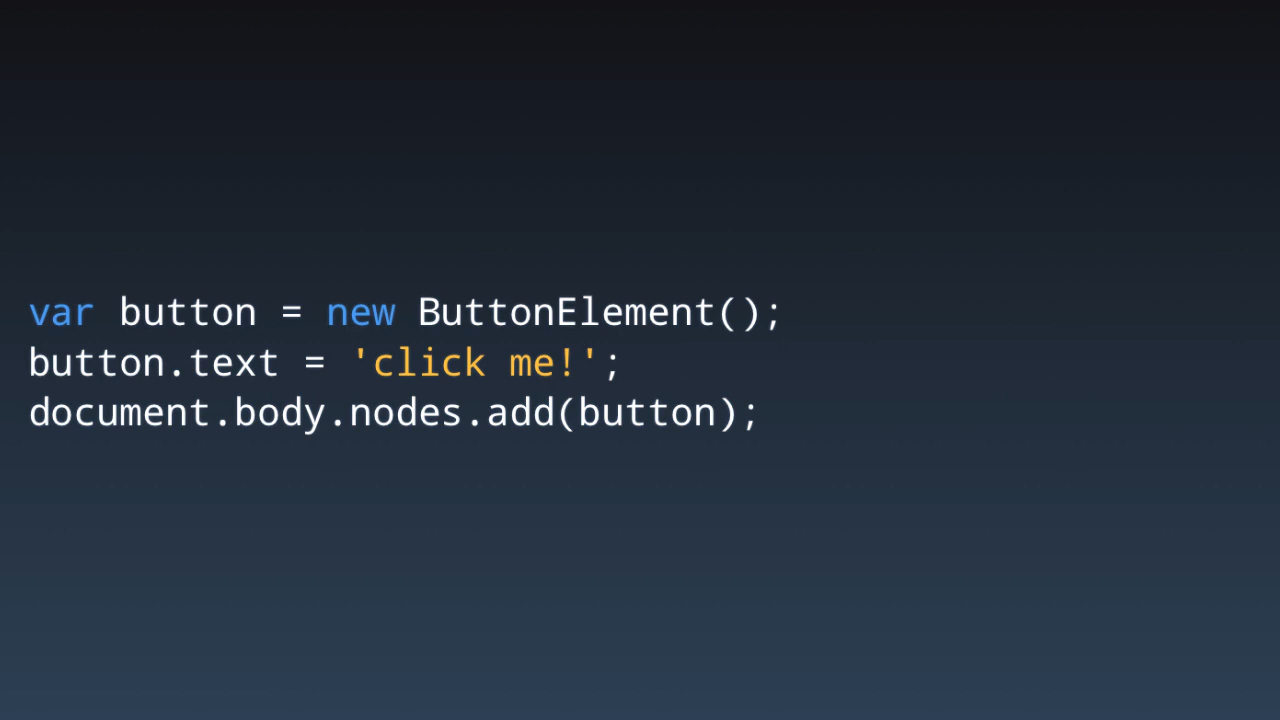 var button = new ButtonElement();
button.text = 'click me!';
document.body.nodes.add(button);